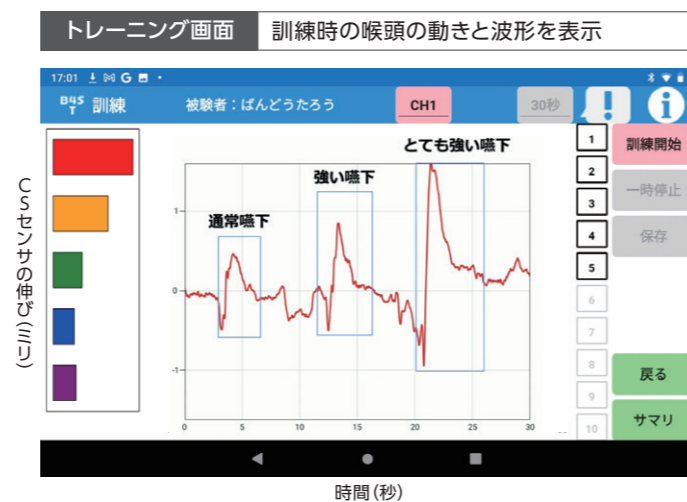 トレーニング画面 訓練時の喉頭の動きと波形を表示
17:01 G
B4S
T 訓練 被験者：ばんどうたろう CH1 30秒 ! i
CSセンサの伸び(ミリ)
通常嚥下
強い嚥下
とても強い嚥下
1
0
-1
0 5 10 15 20 25 30
1
2
3
4
5
6
7
8
9
10
訓練開始
一時停止
保存
戻る
サマリ
時間(秒)